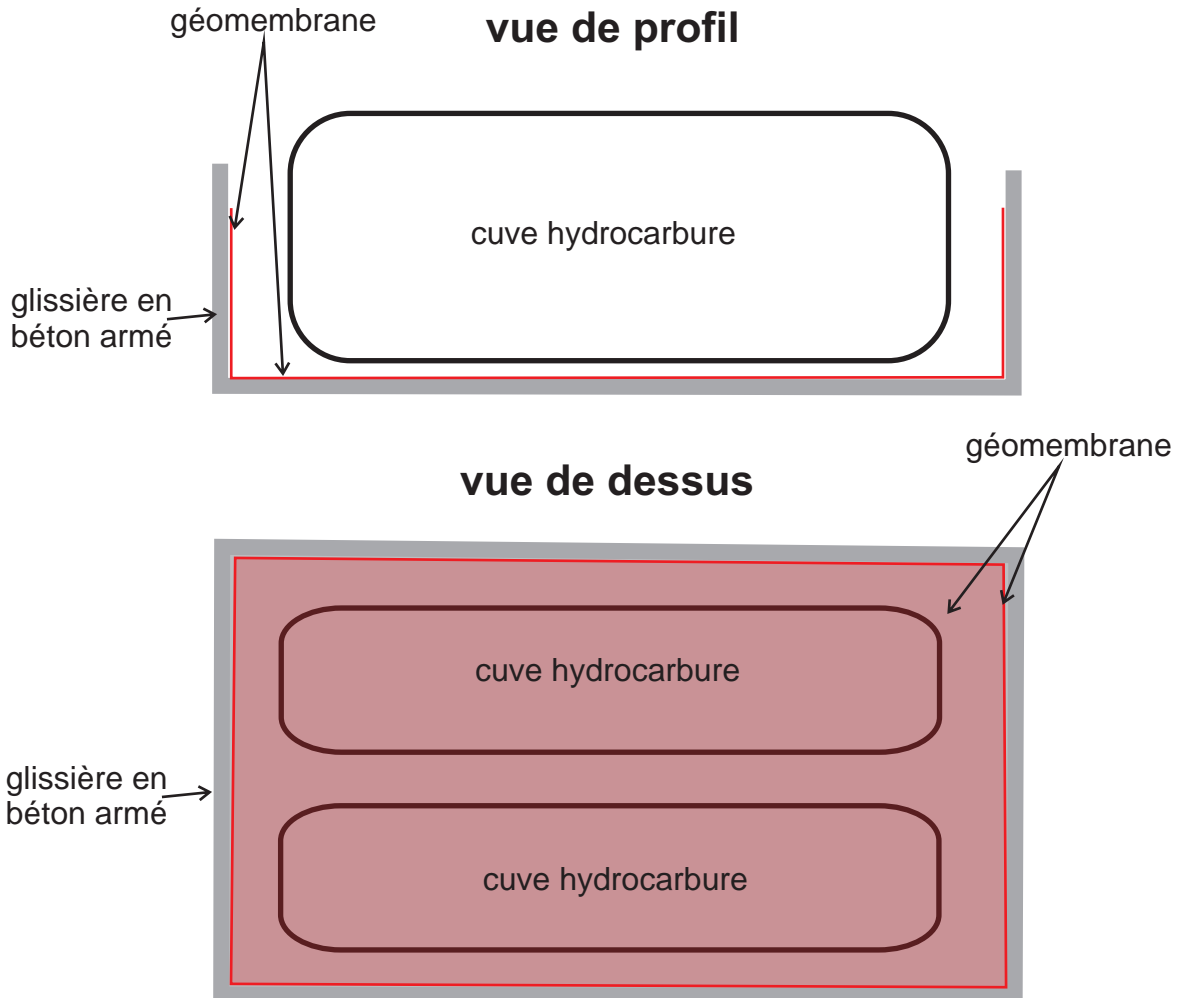 géomembrane
vue de profil
cuve hydrocarbure
glissière en
béton armé
géomembrane
vue de dessus
cuve hydrocarbure
glissière en
béton armé
cuve hydrocarbure